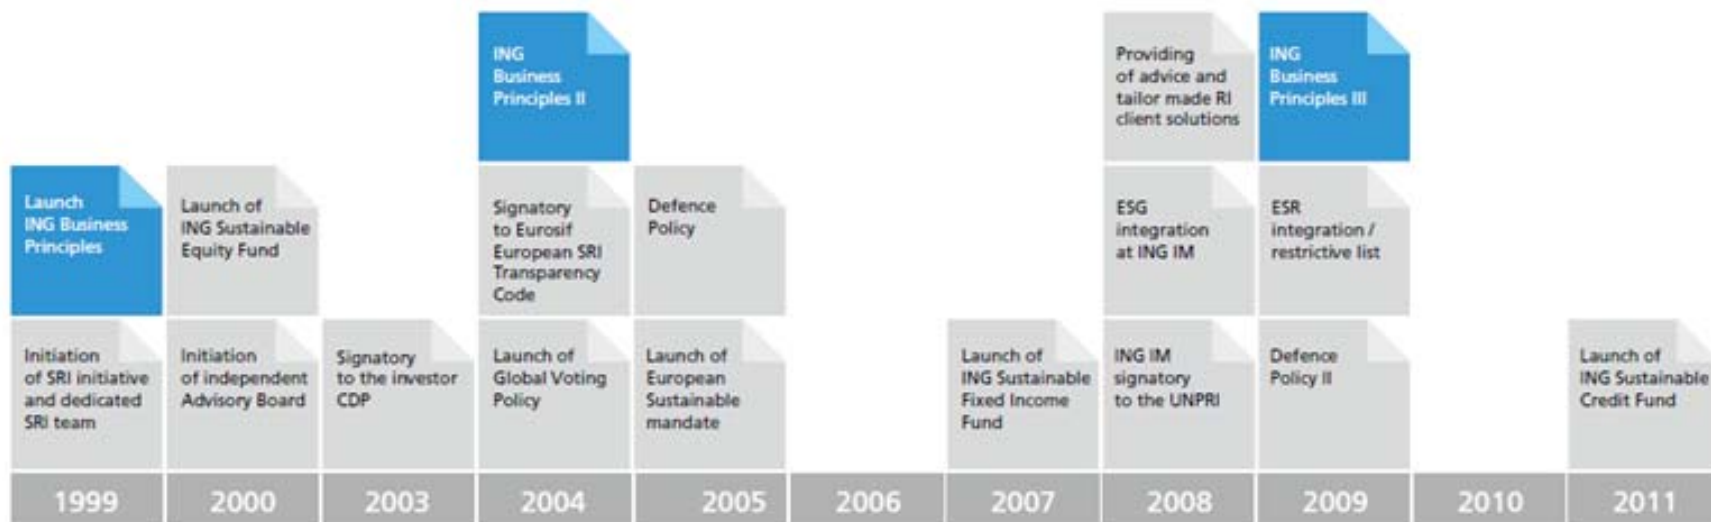 ING
Business
Principles II
Providing
of advice and
tailor made RI
client solutions
ING
Business
Principles III
Launch
ING Business
Principles
Launch of
ING Sustainable
Equity Fund
Signatory
to Eurosif
European SRI
Transparency
Code
Defence
Policy
ESG
integration
at ING IM
ESR
integration /
restrictive list
Initiation
of SRI initiative
and dedicated
SRI team
Initiation
of independent
Advisory Board
Signatory
to the investor
CDP
Launch of
Global Voting
Policy
Launch of
European
Sustainable
mandate
Launch of
ING Sustainable
Fixed Income
Fund
ING IM
signatory
to the UNPRI
Defence
Policy II
Launch of
ING Sustainable
Credit Fund
1999
2000
2003
2004
2005
2006
2007
2008
2009
2010
2011